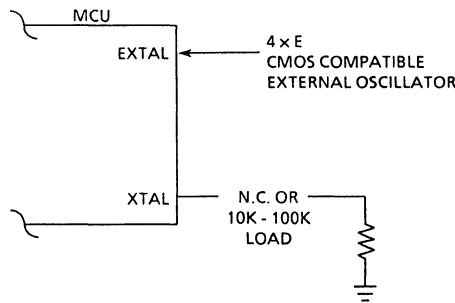 MCU
EXTAL
4 x E
CMOS COMPATIBLE
EXTERNAL OSCILLATOR
XTAL
N.C. OR
10K - 100K
LOAD